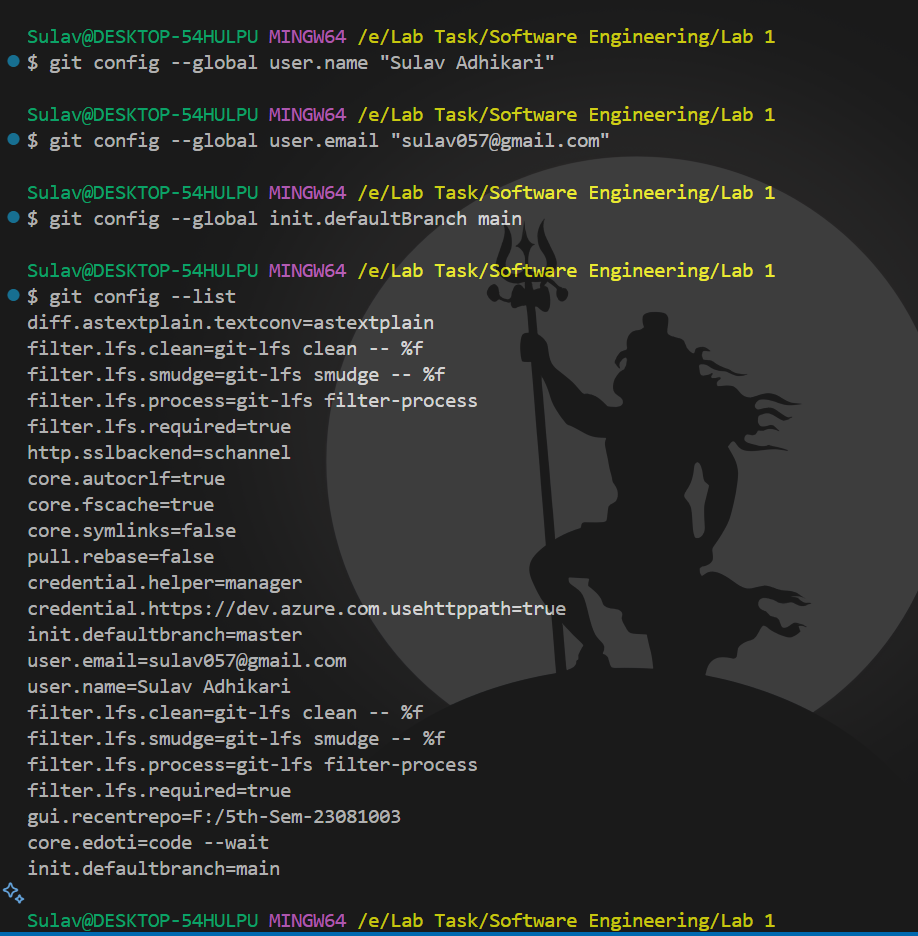 Sulav@DESKTOP-54HULPU MINGW64 /e/Lab Task/Software Engineering/Lab 1
$ git config --global user.name "Sulav Adhikari"
Sulav@DESKTOP-54HULPU MINGW64 /e/Lab Task/Software Engineering/Lab 1
$ git config --global user.email "sulav057@gmail.com"
Sulav@DESKTOP-54HULPU MINGW64 /e/Lab Task/Software Engineering/Lab 1
$ git config --global init.defaultBranch main
Sulav@DESKTOP-54HULPU MINGW64 /e/Lab Task/Software Engineering/Lab 1
$ git config --list
diff.astextplain.textconv=astextplain
filter.lfs.clean=git-lfs clean -- %f
filter.lfs.smudge=git-lfs smudge -- %f
filter.lfs.process=git-lfs filter-process
filter.lfs.required=true
http.sslbackend=schannel
core.autocrlf=true
core.fscache=true
core.symlinks=false
pull.rebase=false
credential.helper=manager
credential.https://dev.azure.com.usehttppath=true
init.defaultbranch=master
user.email=sulav057@gmail.com
user.name=Sulav Adhikari
filter.lfs.clean=git-lfs clean -- %f
filter.lfs.smudge=git-lfs smudge -- %f
filter.lfs.process=git-lfs filter-process
filter.lfs.required=true
gui.recentrepo=F:/5th-Sem-23081003
core.edoti=code --wait
init.defaultbranch=main
Sulav@DESKTOP-54HULPU MINGW64 /e/Lab Task/Software Engineering/Lab 1